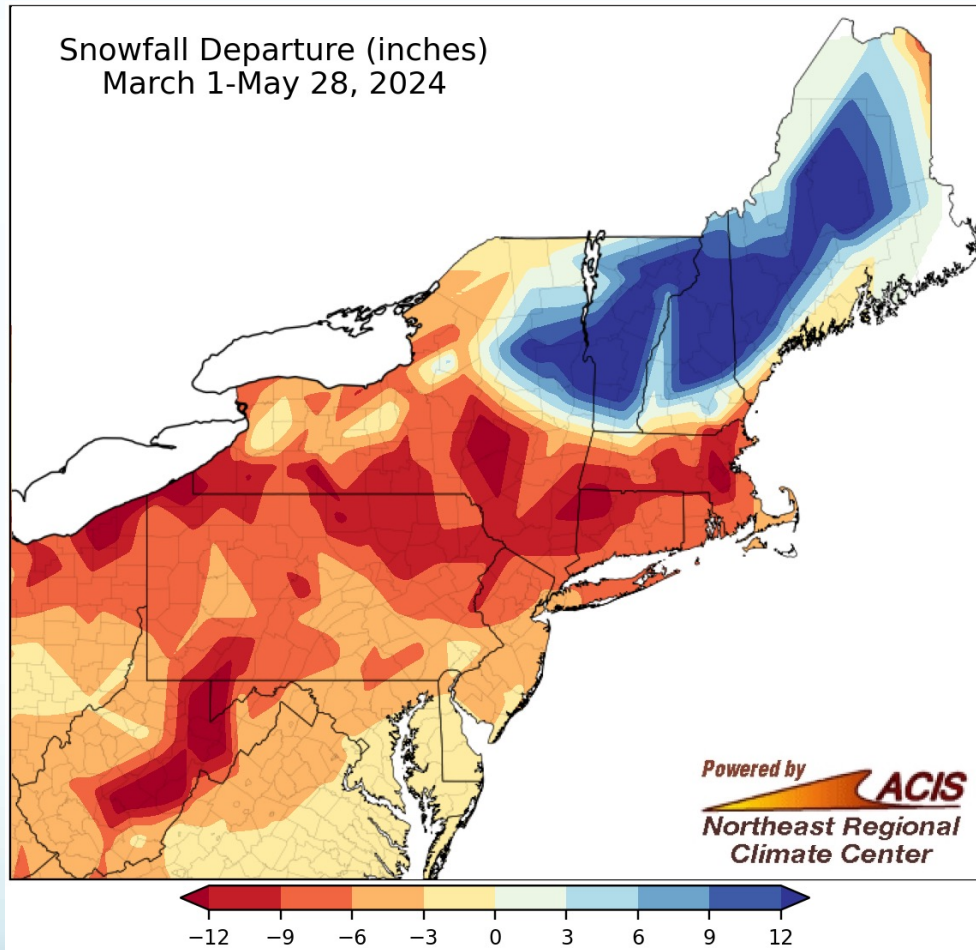 Snowfall Departure (inches)
March 1-May 28, 2024
Powered by ACIS
Northeast Regional
Climate Center
−12 −9 −6 −3 0 3 6 9 12